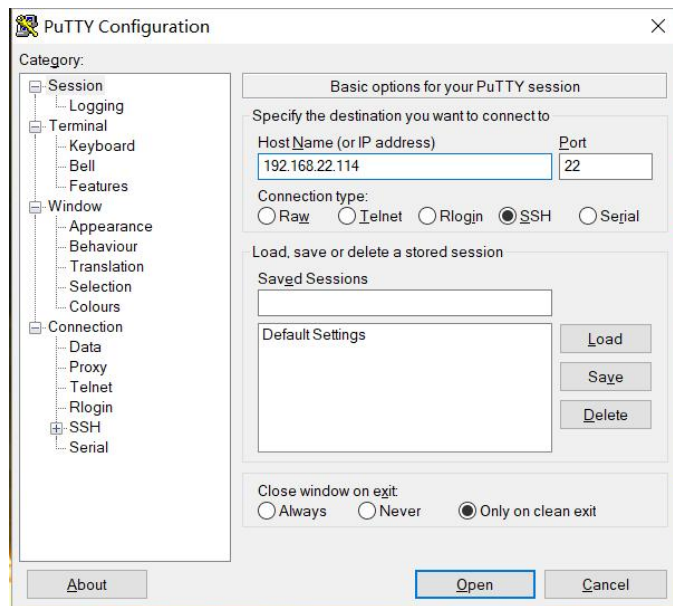 PuTTY Configuration
Category:
Session
Logging
Terminal
Keyboard
Bell
Features
Window
Appearance
Behaviour
Translation
Selection
Colours
Connection
Data
Proxy
Telnet
Rlogin
SSH
Serial
Basic options for your PuTTY session
Specify the destination you want to connect to
Host Name (or IP address) Port
192.168.22.114 22
Connection type:
Raw Telnet Rlogin SSH Serial
Load, save or delete a stored session
Saved Sessions
Default Settings
Load
Save
Delete
Close window on exit:
Always Never Only on clean exit
About Open Cancel